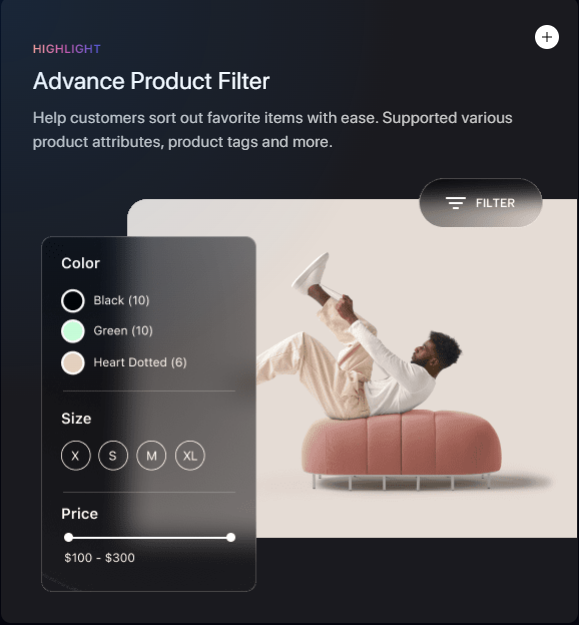 HIGHLIGHT
Advance Product Filter
Help customers sort out favorite items with ease. Supported various
product attributes, product tags and more.
FILTER
Color
Black (10)
Green (10)
Heart Dotted (6)
Size
X S M XL
Price
$100 - $300